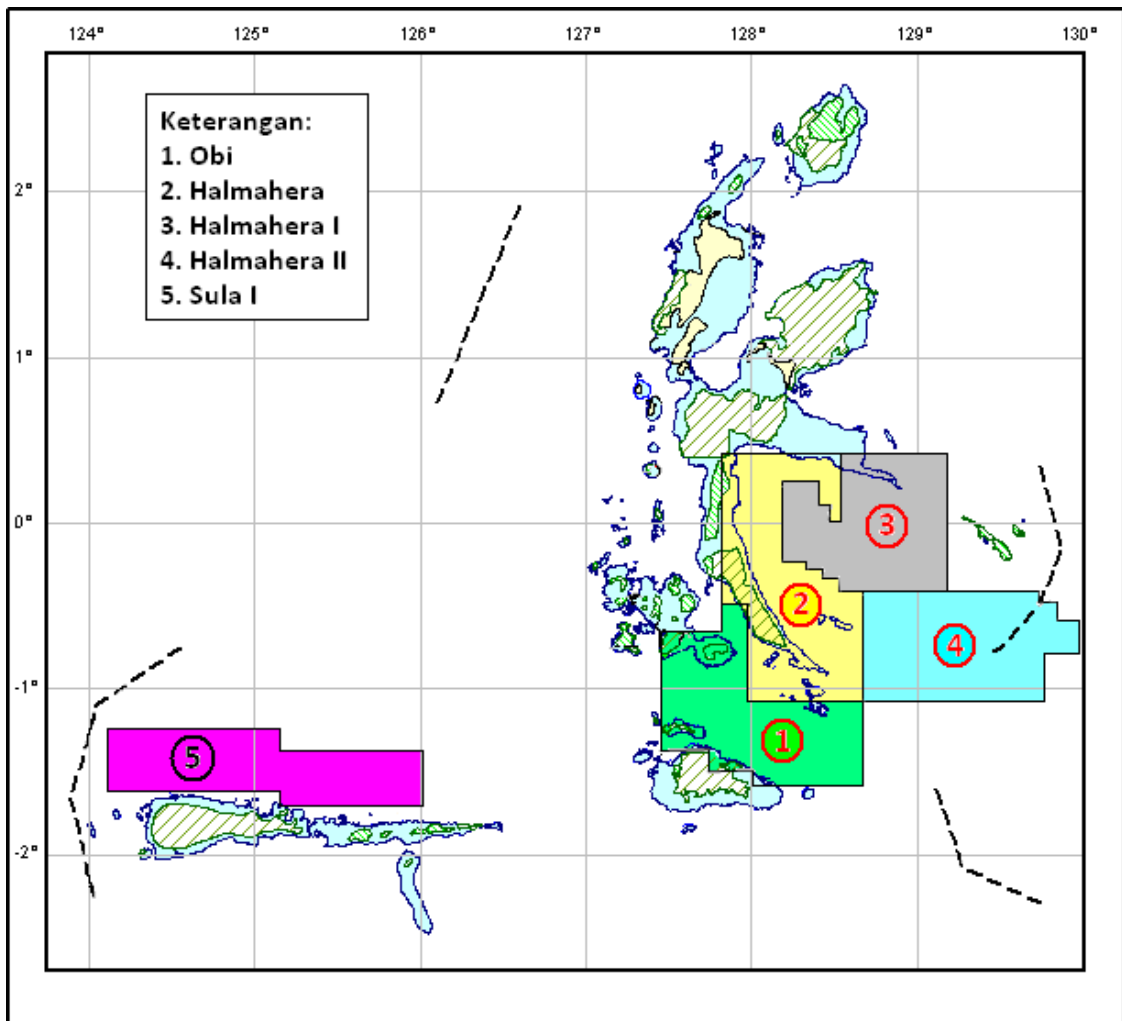 124° 125° 126° 127° 128° 129° 130°
Keterangan:
1. Obi
2. Halmahera
3. Halmahera I
4. Halmahera II
5. Sula I
2°
1°
0°
-1°
-2°
3
2
4
1
5